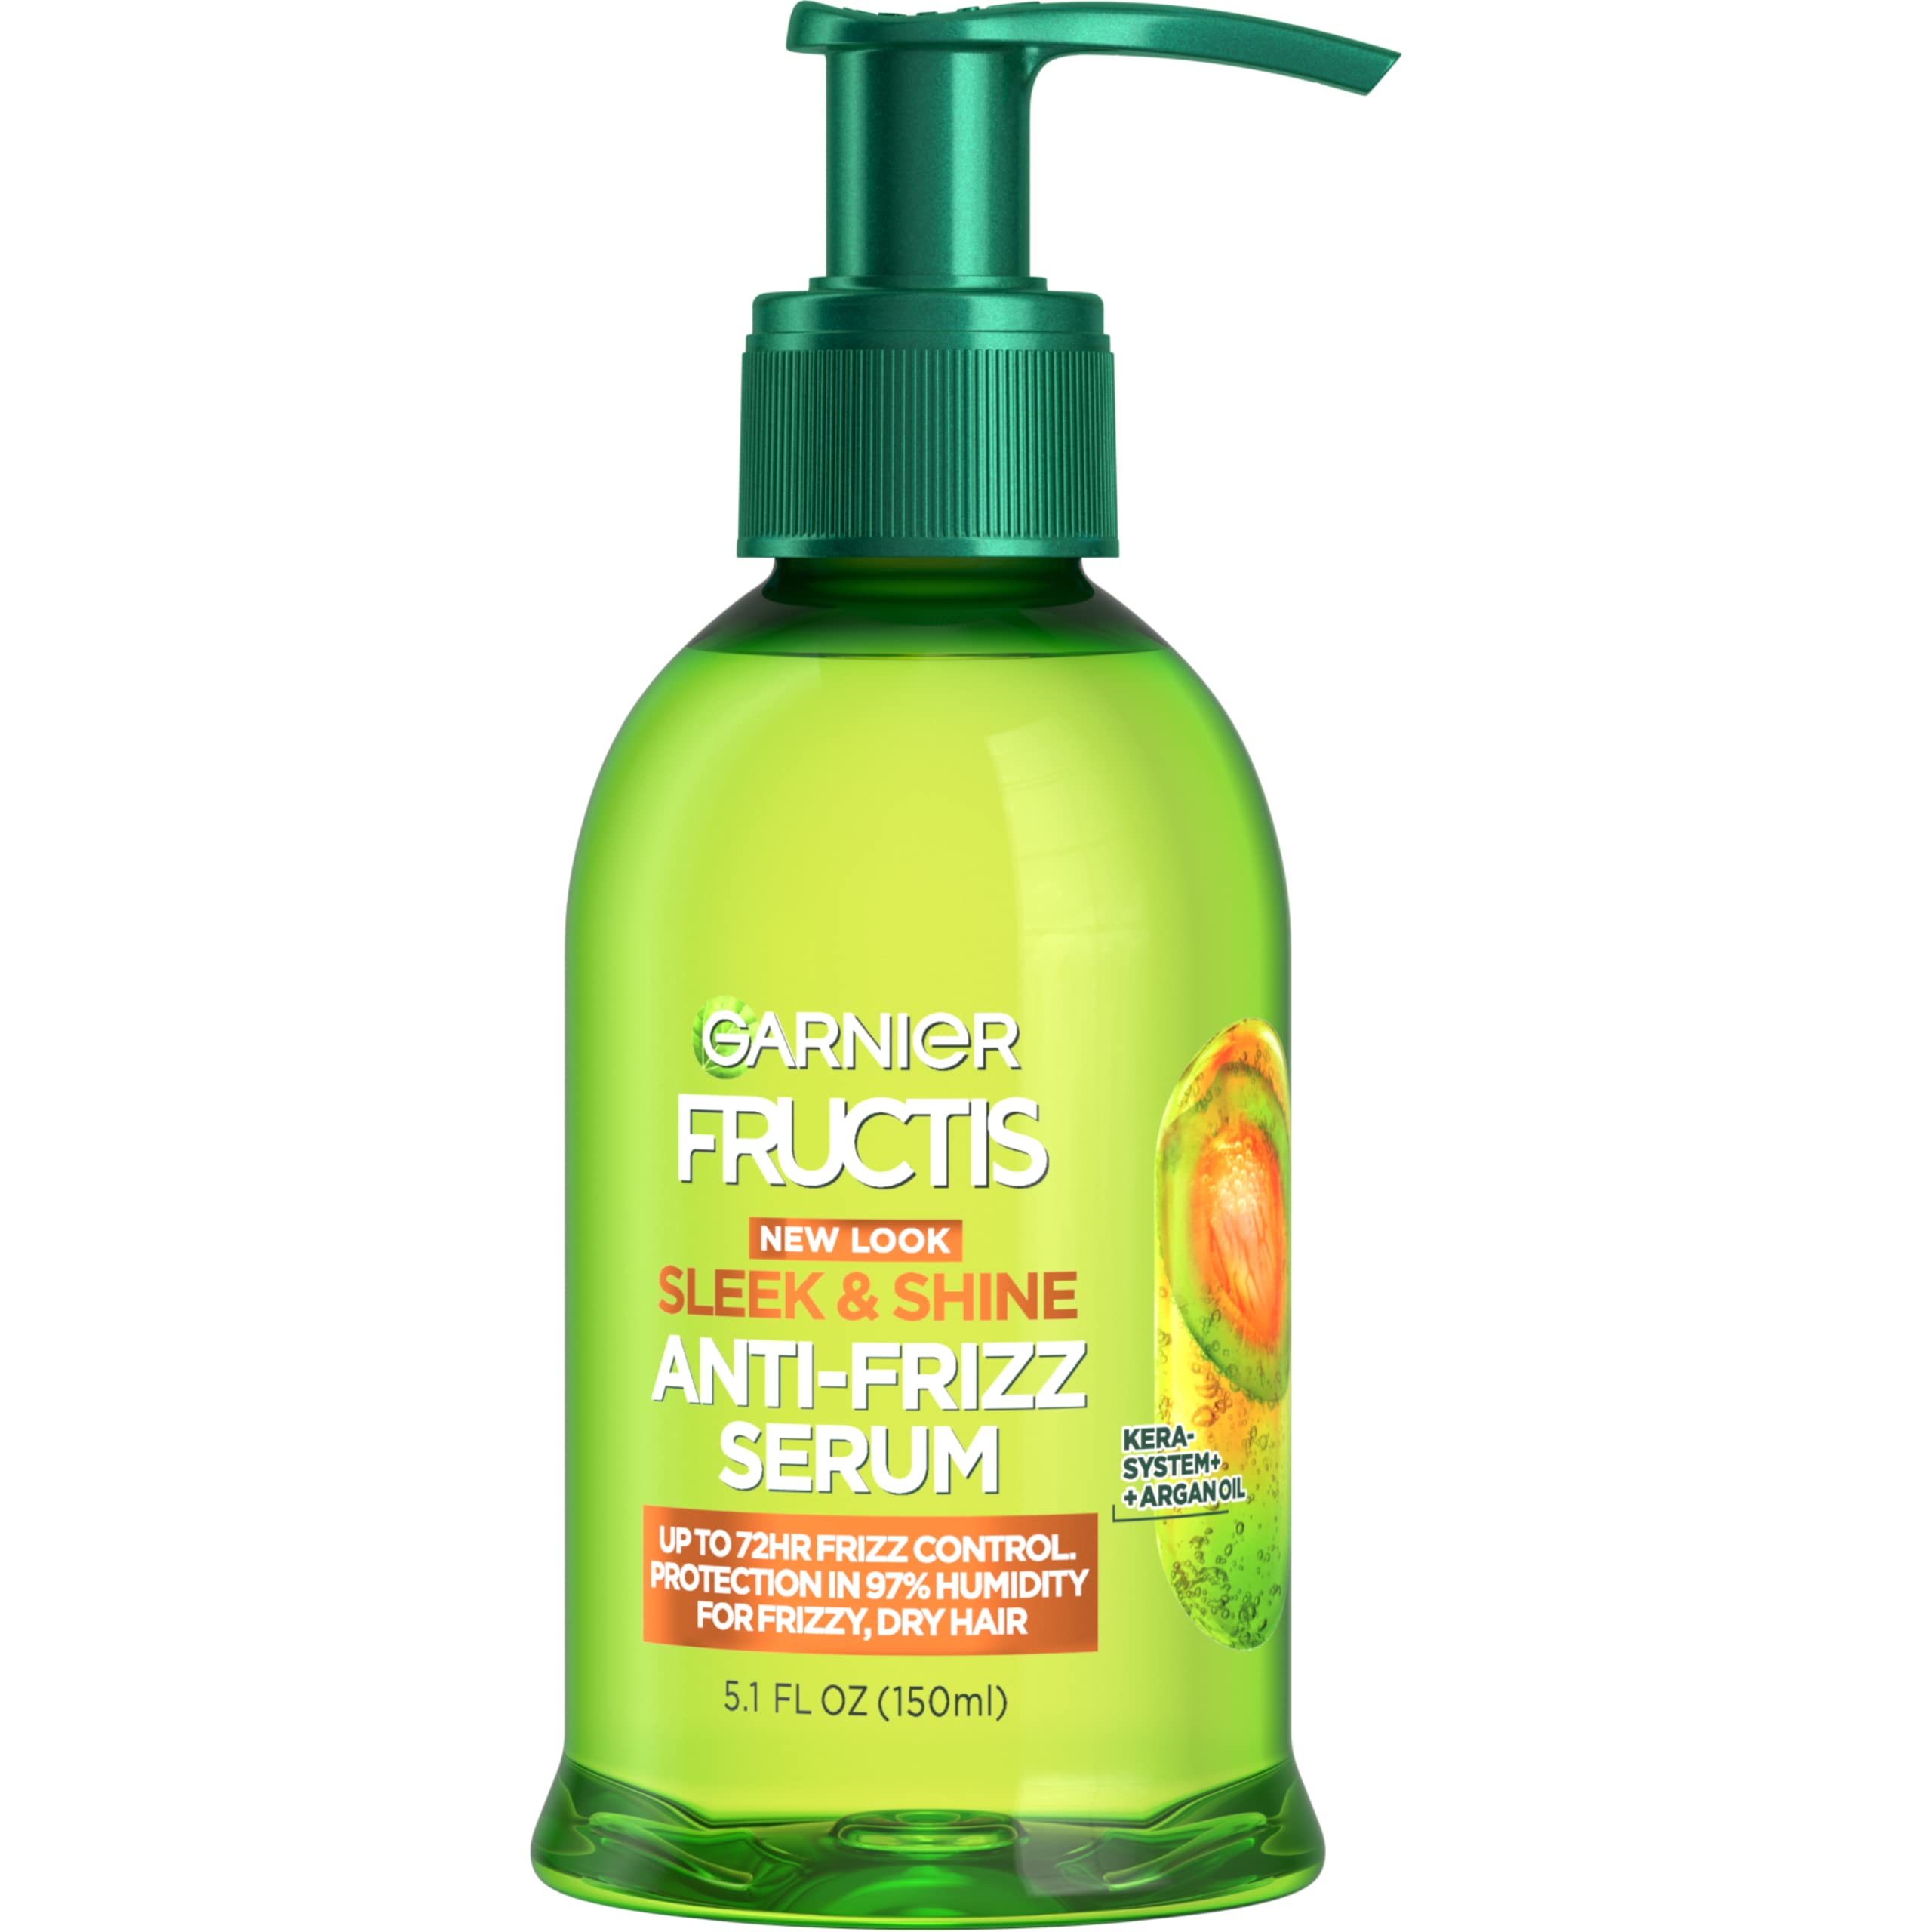 GARNIER
FRUCTIS
NEW LOOK
SLEEK & SHINE
ANTI-FRIZZ
SERUM
UP TO 72HR FRIZZ CONTROL.
PROTECTION IN 97% HUMIDITY
FOR FRIZZY, DRY HAIR
5.1 FL OZ (150ml)
KERA-
SYSTEM+
+ARGAN OIL